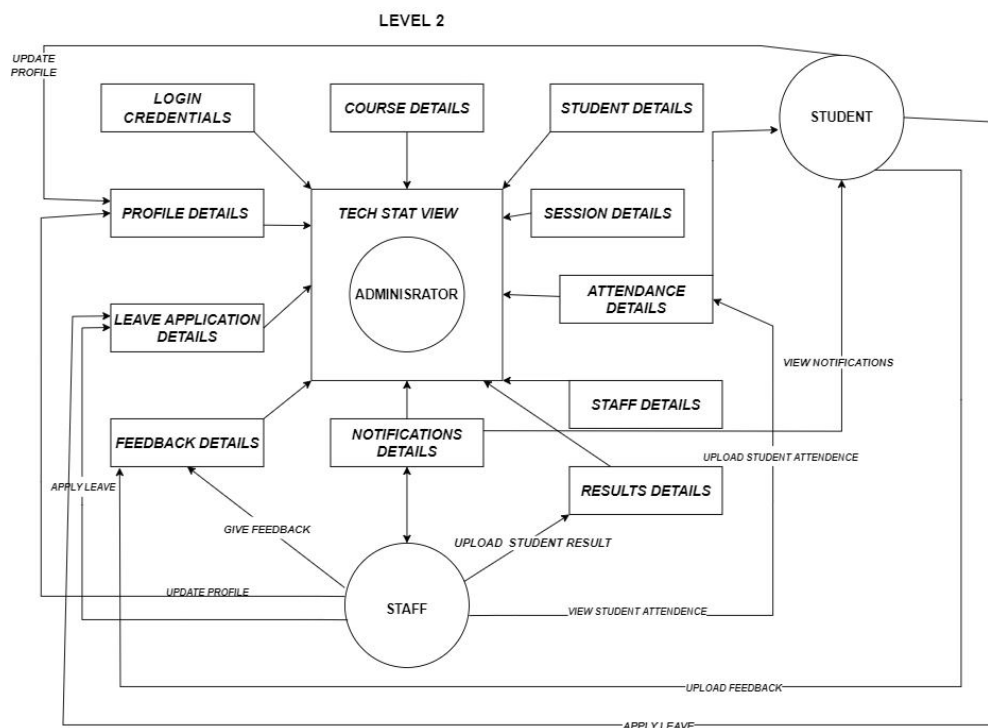 LEVEL 2
UPDATE
PROFILE
LOGIN
CREDENTIALS
COURSE DETAILS
STUDENT DETAILS
STUDENT
PROFILE DETAILS
TECH STAT VIEW
SESSION DETAILS
ADMINISRATOR
ATTENDANCE
DETAILS
LEAVE APPLICATION
DETAILS
VIEW NOTIFICATIONS
STAFF DETAILS
FEEDBACK DETAILS
NOTIFICATIONS
DETAILS
UPLOAD STUDENT ATTENDENCE
APPLY LEAVE
RESULTS DETAILS
GIVE FEEDBACK
UPLOAD STUDENT RESULT
UPDATE PROFILE
STAFF
VIEW STUDENT ATTENDENCE
UPLOAD FEEDBACK
APPLY LEAVE